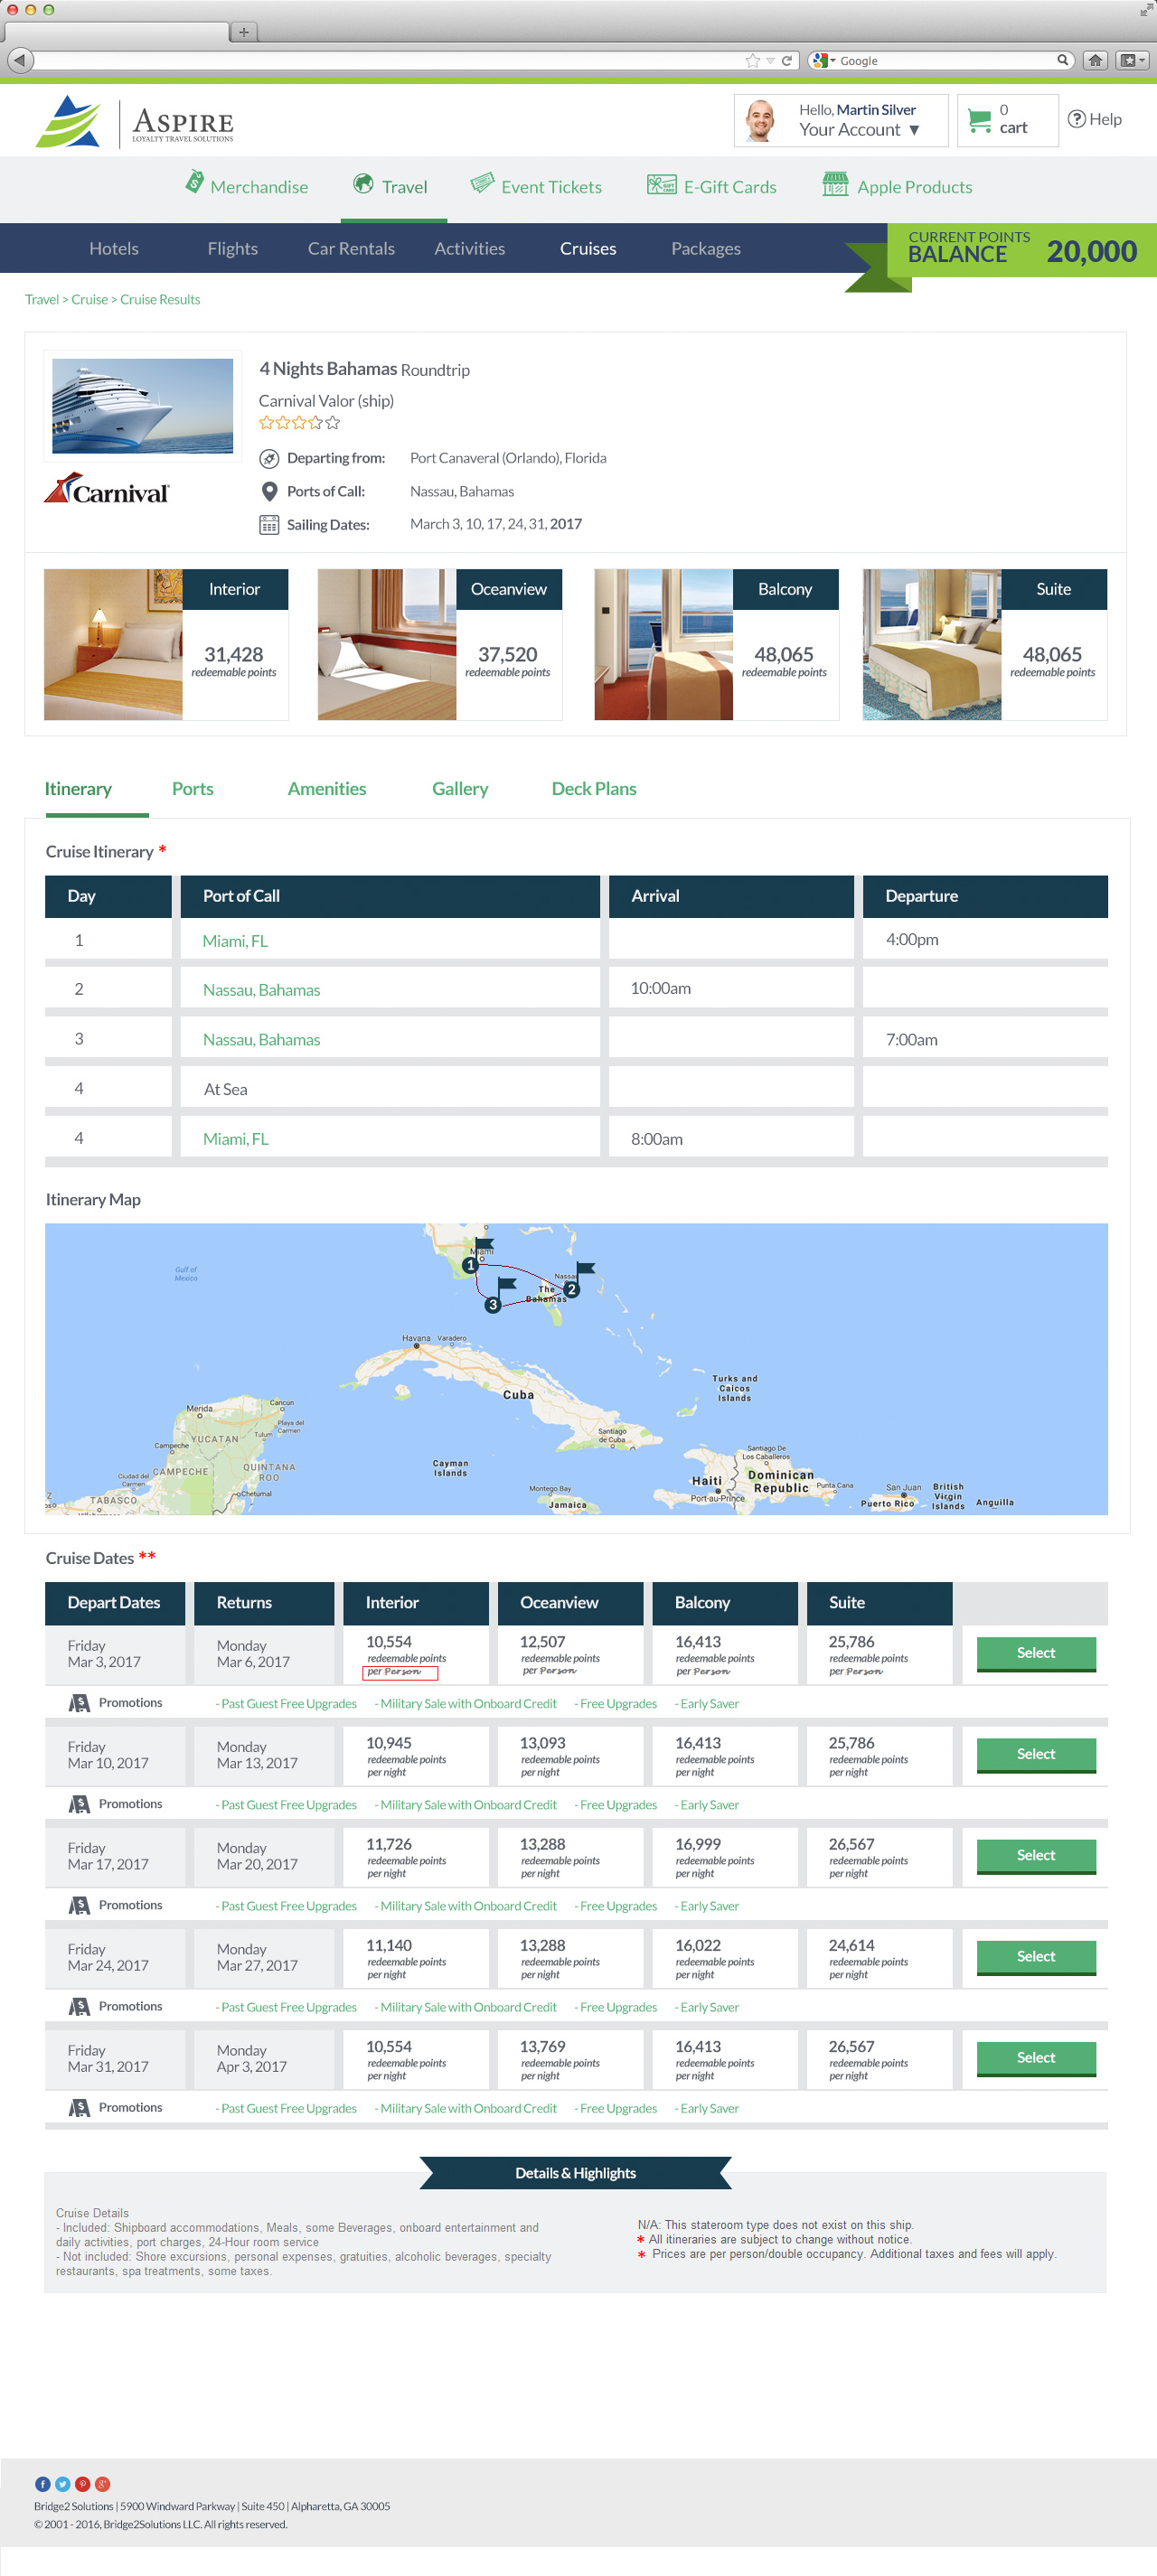 Google
ASPIRE
LOYALTY TRAVEL SOLUTIONS
Hello, Martin Silver
Your Account ▼
0
cart
Help
Merchandise
Travel
Event Tickets
E-Gift Cards
Apple Products
Hotels
Flights
Car Rentals
Activities
Cruises
Packages
CURRENT POINTS
BALANCE
20,000
Travel > Cruise > Cruise Results
4 Nights Bahamas Roundtrip
Carnival Valor (ship)
Departing from: Port Canaveral (Orlando), Florida
Carnival
Ports of Call: Nassau, Bahamas
Sailing Dates: March 3, 10, 17, 24, 31, 2017
Interior
31,428
redeemable points
Oceanview
37,520
redeemable points
Balcony
48,065
redeemable points
Suite
48,065
redeemable points
Itinerary
Ports
Amenities
Gallery
Deck Plans
Cruise Itinerary *
Day Port of Call Arrival Departure
1 Miami, FL 4:00pm
2 Nassau, Bahamas 10:00am
3 Nassau, Bahamas 7:00am
4 At Sea
4 Miami, FL 8:00am
Itinerary Map
Gulf of
Mexico
Miami
1
Nassau
2
The
Bahamas
3
Havana
Varadero
Cuba
Turks and
Caicos
Islands
Cancún
Mérida
Playa del
Carmen
Tulum
YUCATAN
Campeche
Santiago
de Cuba
Cayman
Islands
QUINTANA
ROO
CAMPECHE
Ciudad del
Carmen
Chetumal
TABASCO
Montego Bay
Jamaica
Santiago De
Los Caballeros
Haiti
Port-au-Prince
Dominican
Republic
Punta Cana
San Juan
Puerto Rico
British
Virgin
Islands
Anguilla
Cruise Dates **
Depart Dates Returns Interior Oceanview Balcony Suite
Friday Monday 10,554 12,507 16,413 25,786
Mar 3, 2017 Mar 6, 2017 redeemable points redeemable points redeemable points redeemable points
per Person per Person per Person per Person
Select
Promotions - Past Guest Free Upgrades - Military Sale with Onboard Credit - Free Upgrades - Early Saver
Friday Monday 10,945 13,093 16,413 25,786
Mar 10, 2017 Mar 13, 2017 redeemable points redeemable points redeemable points redeemable points
per night per night per night per night
Select
Promotions - Past Guest Free Upgrades - Military Sale with Onboard Credit - Free Upgrades - Early Saver
Friday Monday 11,726 13,288 16,999 26,567
Mar 17, 2017 Mar 20, 2017 redeemable points redeemable points redeemable points redeemable points
per night per night per night per night
Select
Promotions - Past Guest Free Upgrades - Military Sale with Onboard Credit - Free Upgrades - Early Saver
Friday Monday 11,140 13,288 16,022 24,614
Mar 24, 2017 Mar 27, 2017 redeemable points redeemable points redeemable points redeemable points
per night per night per night per night
Select
Promotions - Past Guest Free Upgrades - Military Sale with Onboard Credit - Free Upgrades - Early Saver
Friday Monday 10,554 13,769 16,413 26,567
Mar 31, 2017 Apr 3, 2017 redeemable points redeemable points redeemable points redeemable points
per night per night per night per night
Select
Promotions - Past Guest Free Upgrades - Military Sale with Onboard Credit - Free Upgrades - Early Saver
Details & Highlights
Cruise Details
- Included: Shipboard accommodations, Meals, some Beverages, onboard entertainment and
daily activities, port charges, 24-Hour room service
- Not included: Shore excursions, personal expenses, gratuities, alcoholic beverages, specialty
restaurants, spa treatments, some taxes.
N/A: This stateroom type does not exist on this ship.
* All itineraries are subject to change without notice.
* Prices are per person/double occupancy. Additional taxes and fees will apply.
Bridge2 Solutions | 5900 Windward Parkway | Suite 450 | Alpharetta, GA 30005
© 2001 - 2016, Bridge2Solutions LLC. All rights reserved.